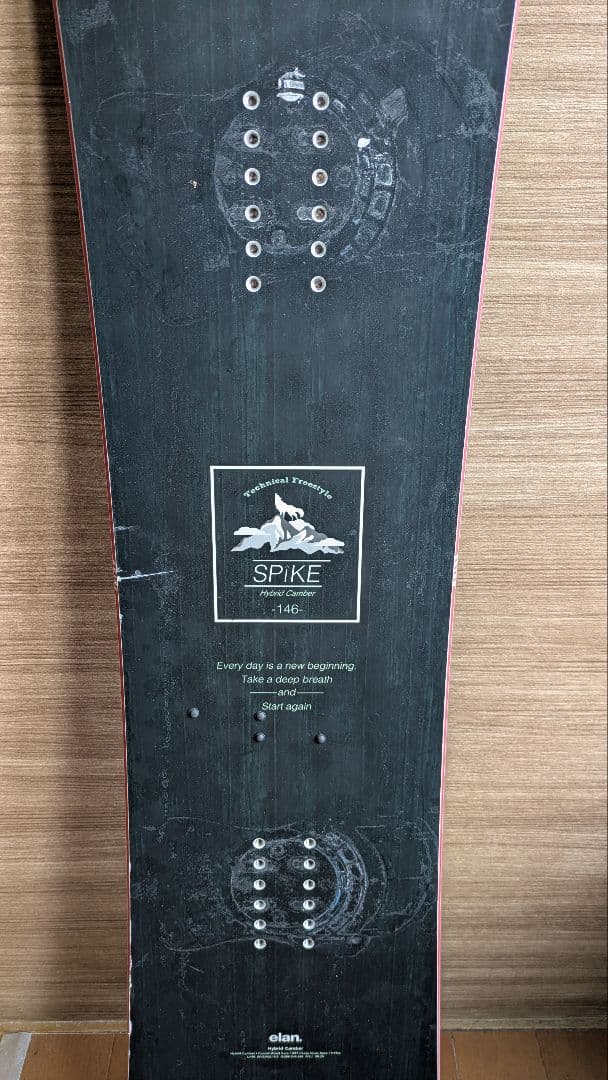 Technical Freestyle
SPiKE
Hybrid Camber
-146-
Every day is a new beginning.
Take a deep breath
and
Start again
elan.
Hybrid Camber